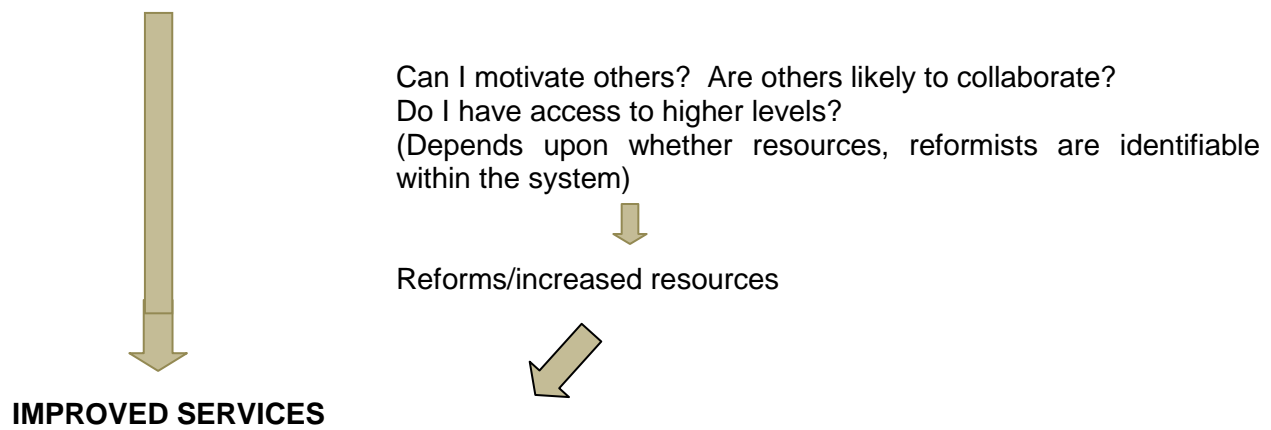 Can I motivate others? Are others likely to collaborate?
Do I have access to higher levels?
(Depends upon whether resources, reformists are identifiable
within the system)
Reforms/increased resources
IMPROVED SERVICES